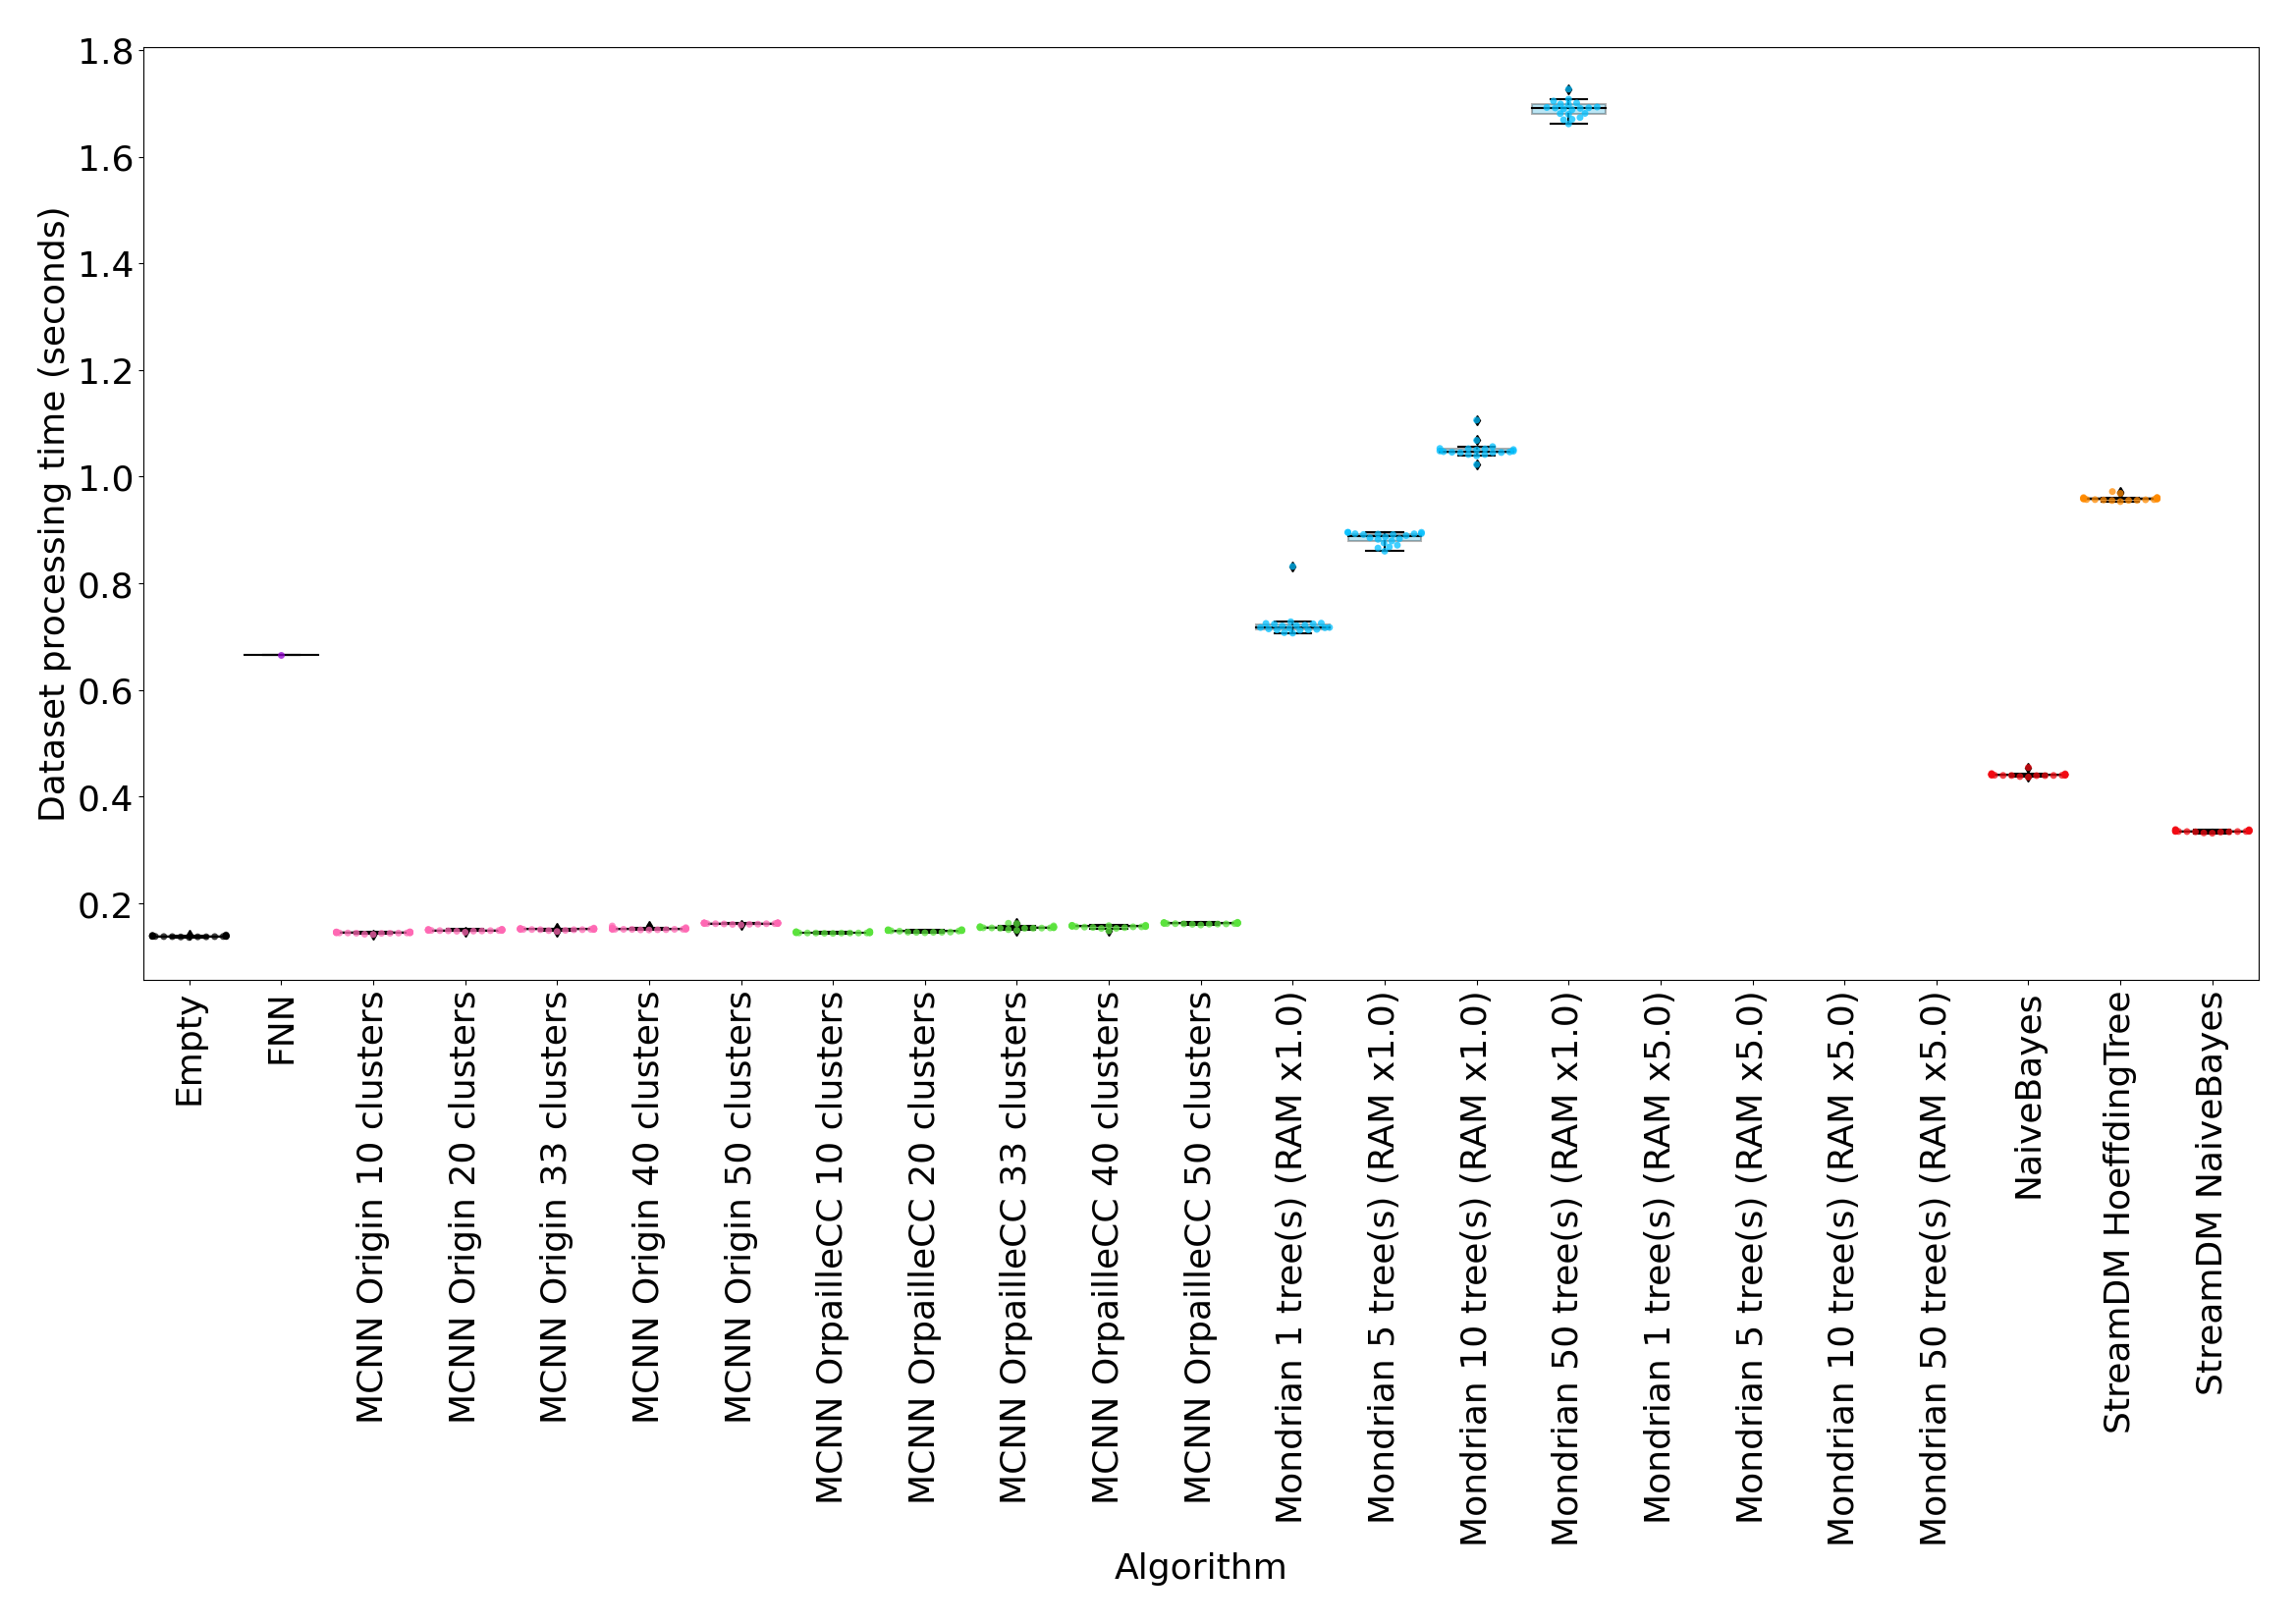 Dataset processing time (seconds)
1.8
1.6
1.4
1.2
1.0
0.8
0.6
0.4
0.2
Empty
FNN
MCNN Origin 10 clusters
MCNN Origin 20 clusters
MCNN Origin 33 clusters
MCNN Origin 40 clusters
MCNN Origin 50 clusters
MCNN OrpailleCC 10 clusters
MCNN OrpailleCC 20 clusters
MCNN OrpailleCC 33 clusters
MCNN OrpailleCC 40 clusters
MCNN OrpailleCC 50 clusters
Mondrian 1 tree(s) (RAM x1.0)
Mondrian 5 tree(s) (RAM x1.0)
Mondrian 10 tree(s) (RAM x1.0)
Mondrian 50 tree(s) (RAM x1.0)
Mondrian 1 tree(s) (RAM x5.0)
Mondrian 5 tree(s) (RAM x5.0)
Mondrian 10 tree(s) (RAM x5.0)
Mondrian 50 tree(s) (RAM x5.0)
NaiveBayes
StreamDM HoeffdingTree
StreamDM NaiveBayes
Algorithm